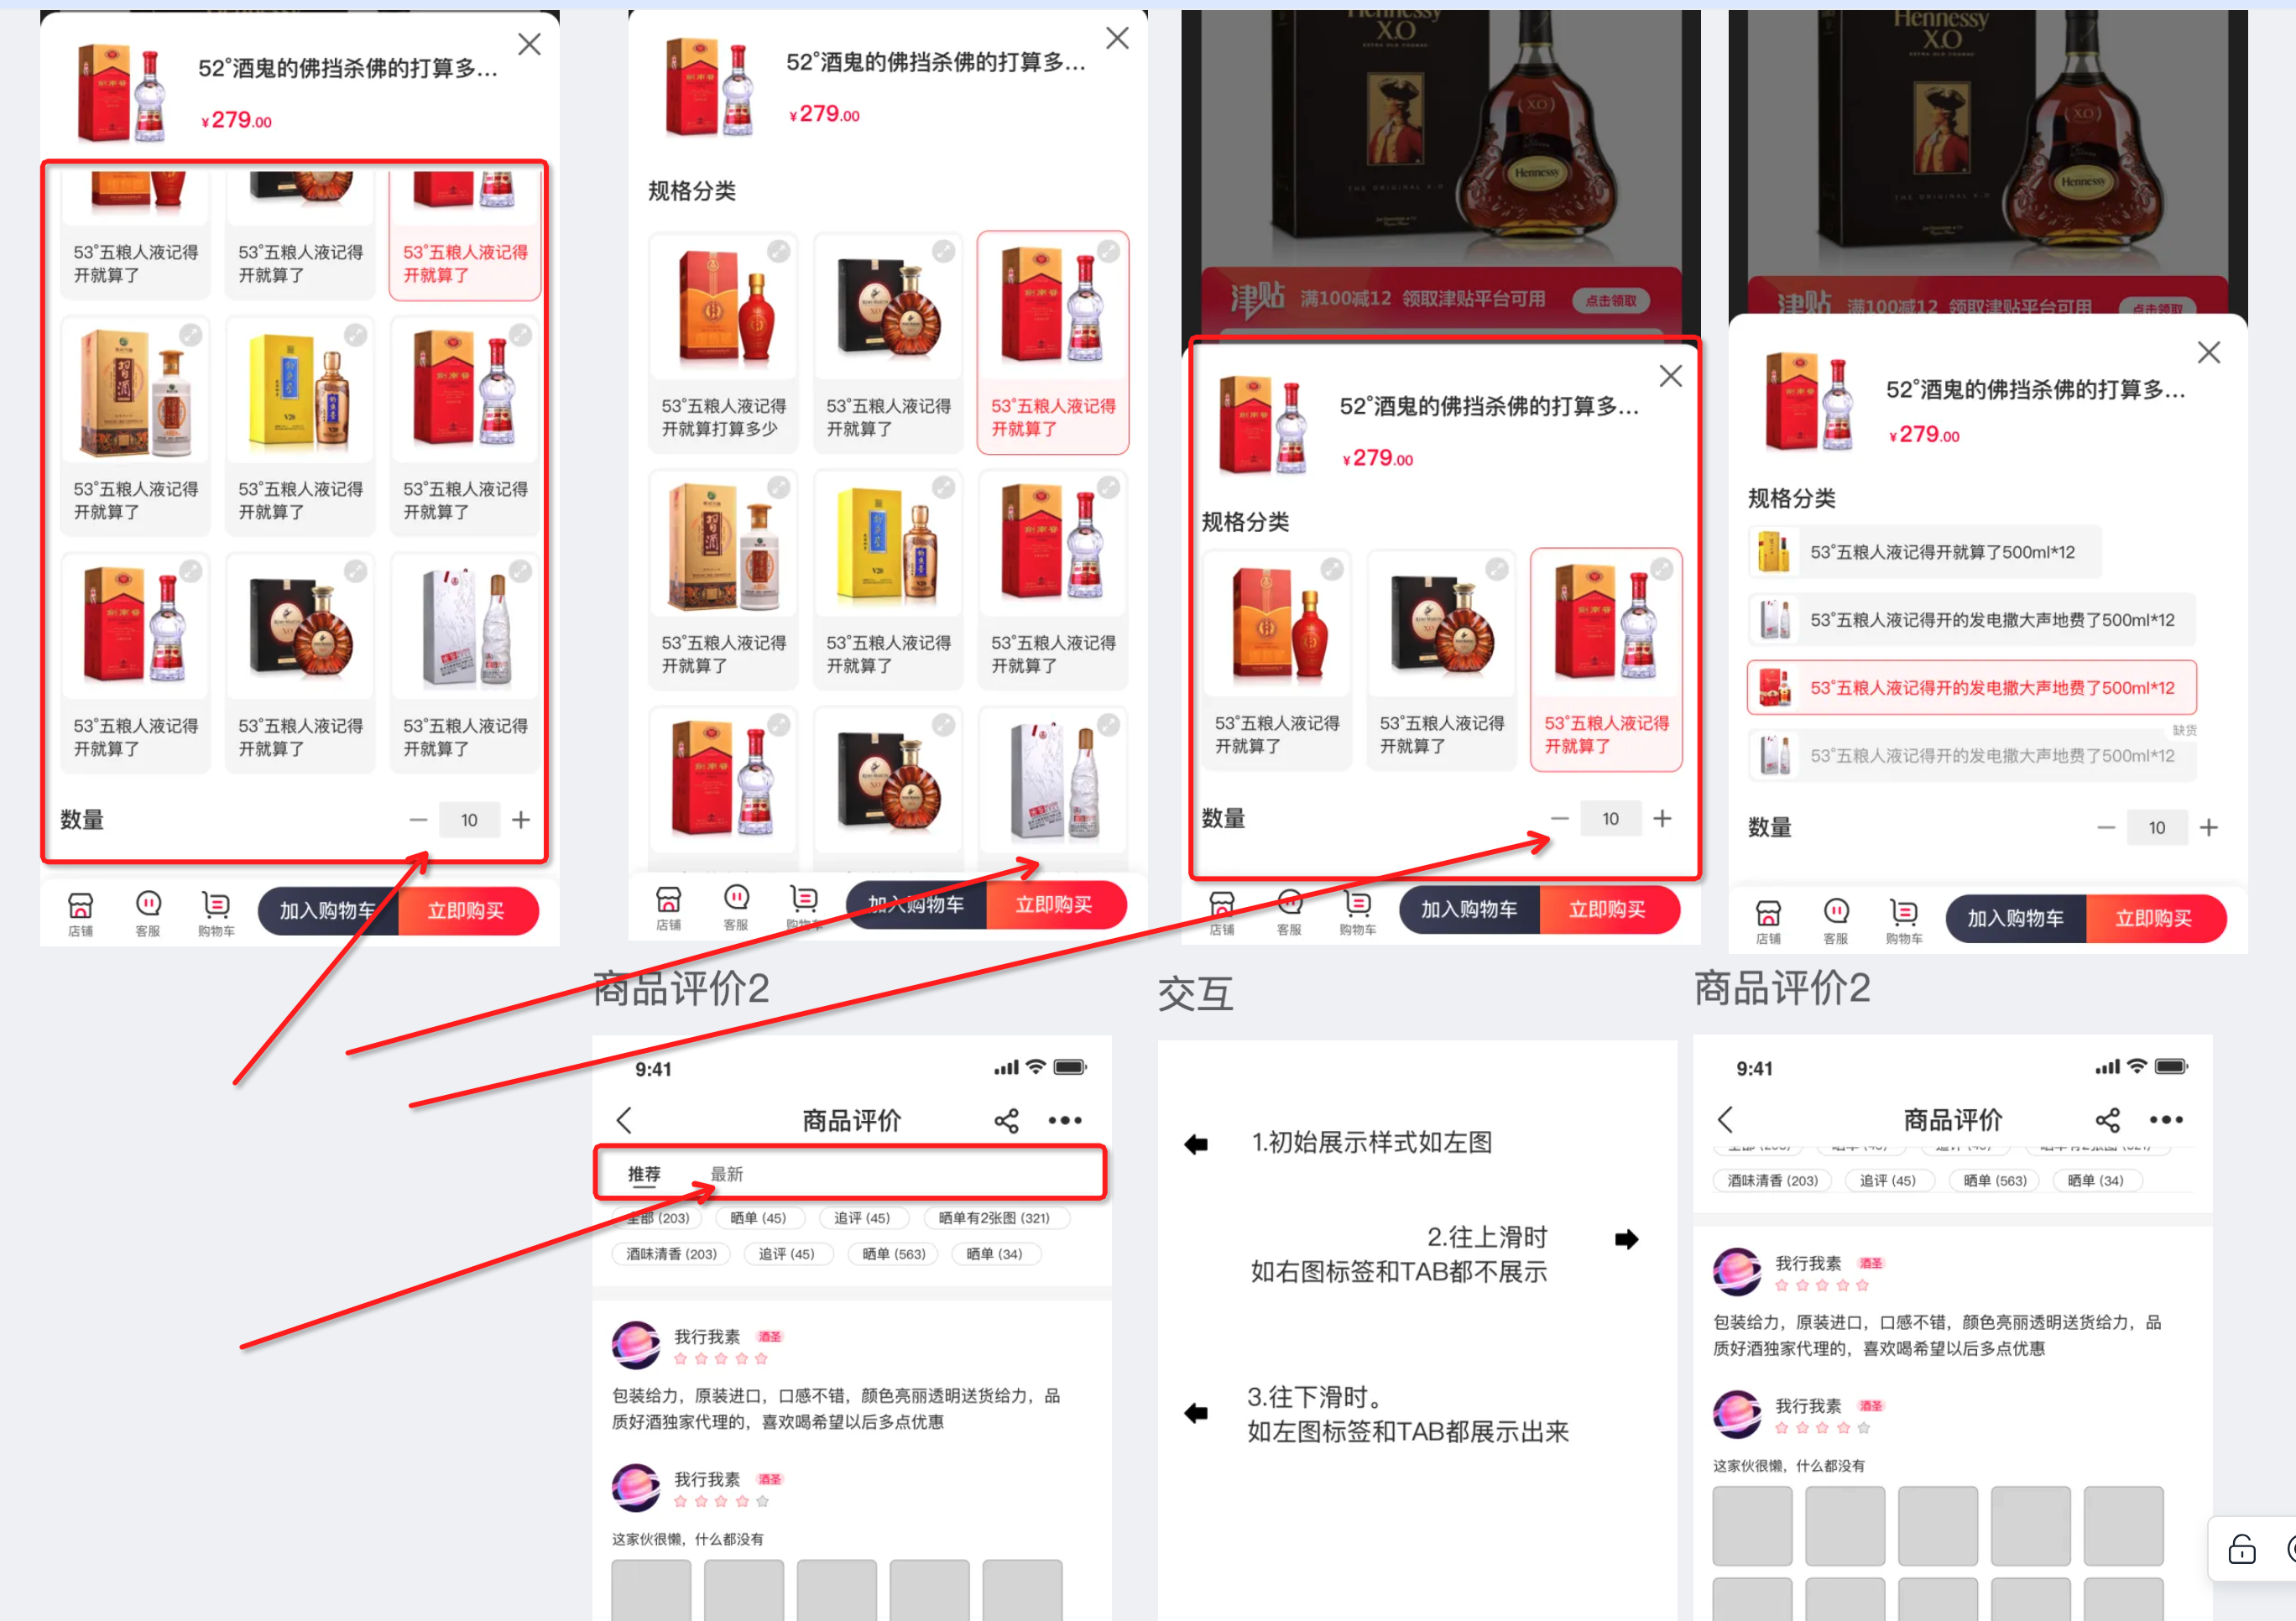 52°酒鬼的佛挡杀佛的打算多...
¥279.00
53°五粮人液记得
开就算了
53°五粮人液记得
开就算了
53°五粮人液记得
开就算了
53°五粮人液记得
开就算了
53°五粮人液记得
开就算了
53°五粮人液记得
开就算了
53°五粮人液记得
开就算了
53°五粮人液记得
开就算了
53°五粮人液记得
开就算了
数量
10
店铺
客服
购物车
加入购物车
立即购买
52°酒鬼的佛挡杀佛的打算多...
¥279.00
规格分类
53°五粮人液记得
开就算打算多少
53°五粮人液记得
开就算了
53°五粮人液记得
开就算了
53°五粮人液记得
开就算了
53°五粮人液记得
开就算了
53°五粮人液记得
开就算了
店铺
客服
购物车
加入购物车
立即购买
Hennessy
X.O
EXTRA OLD COGNAC
XO
Hennessy
THE ORIGINAL X.O
津贴
满100减12 领取津贴平台可用
点击领取
52°酒鬼的佛挡杀佛的打算多...
¥279.00
规格分类
53°五粮人液记得
开就算了
53°五粮人液记得
开就算了
53°五粮人液记得
开就算了
数量
10
店铺
客服
购物车
加入购物车
立即购买
Hennessy
X.O
EXTRA OLD COGNAC
XO
Hennessy
THE ORIGINAL X.O
津贴
满100减12 领取津贴平台可用
点击领取
52°酒鬼的佛挡杀佛的打算多...
¥279.00
规格分类
53°五粮人液记得开就算了500ml*12
53°五粮人液记得开的发电撒大声地费了500ml*12
53°五粮人液记得开的发电撒大声地费了500ml*12
缺货
53°五粮人液记得开的发电撒大声地费了500ml*12
数量
10
店铺
客服
购物车
加入购物车
立即购买
商品评价2
9:41
商品评价
推荐
最新
全部 (203)
晒单 (45)
追评 (45)
晒单有2张图 (321)
酒味清香 (203)
追评 (45)
晒单 (563)
晒单 (34)
我行我素
酒圣
包装给力，原装进口，口感不错，颜色亮丽透明送货给力，品
质好酒独家代理的，喜欢喝希望以后多点优惠
我行我素
酒圣
这家伙很懒，什么都没有
交互
1.初始展示样式如左图
2.往上滑时
如右图标签和TAB都不展示
3.往下滑时。
如左图标签和TAB都展示出来
商品评价2
9:41
商品评价
酒味清香 (203)
追评 (45)
晒单 (563)
晒单 (34)
我行我素
酒圣
包装给力，原装进口，口感不错，颜色亮丽透明送货给力，品
质好酒独家代理的，喜欢喝希望以后多点优惠
我行我素
酒圣
这家伙很懒，什么都没有